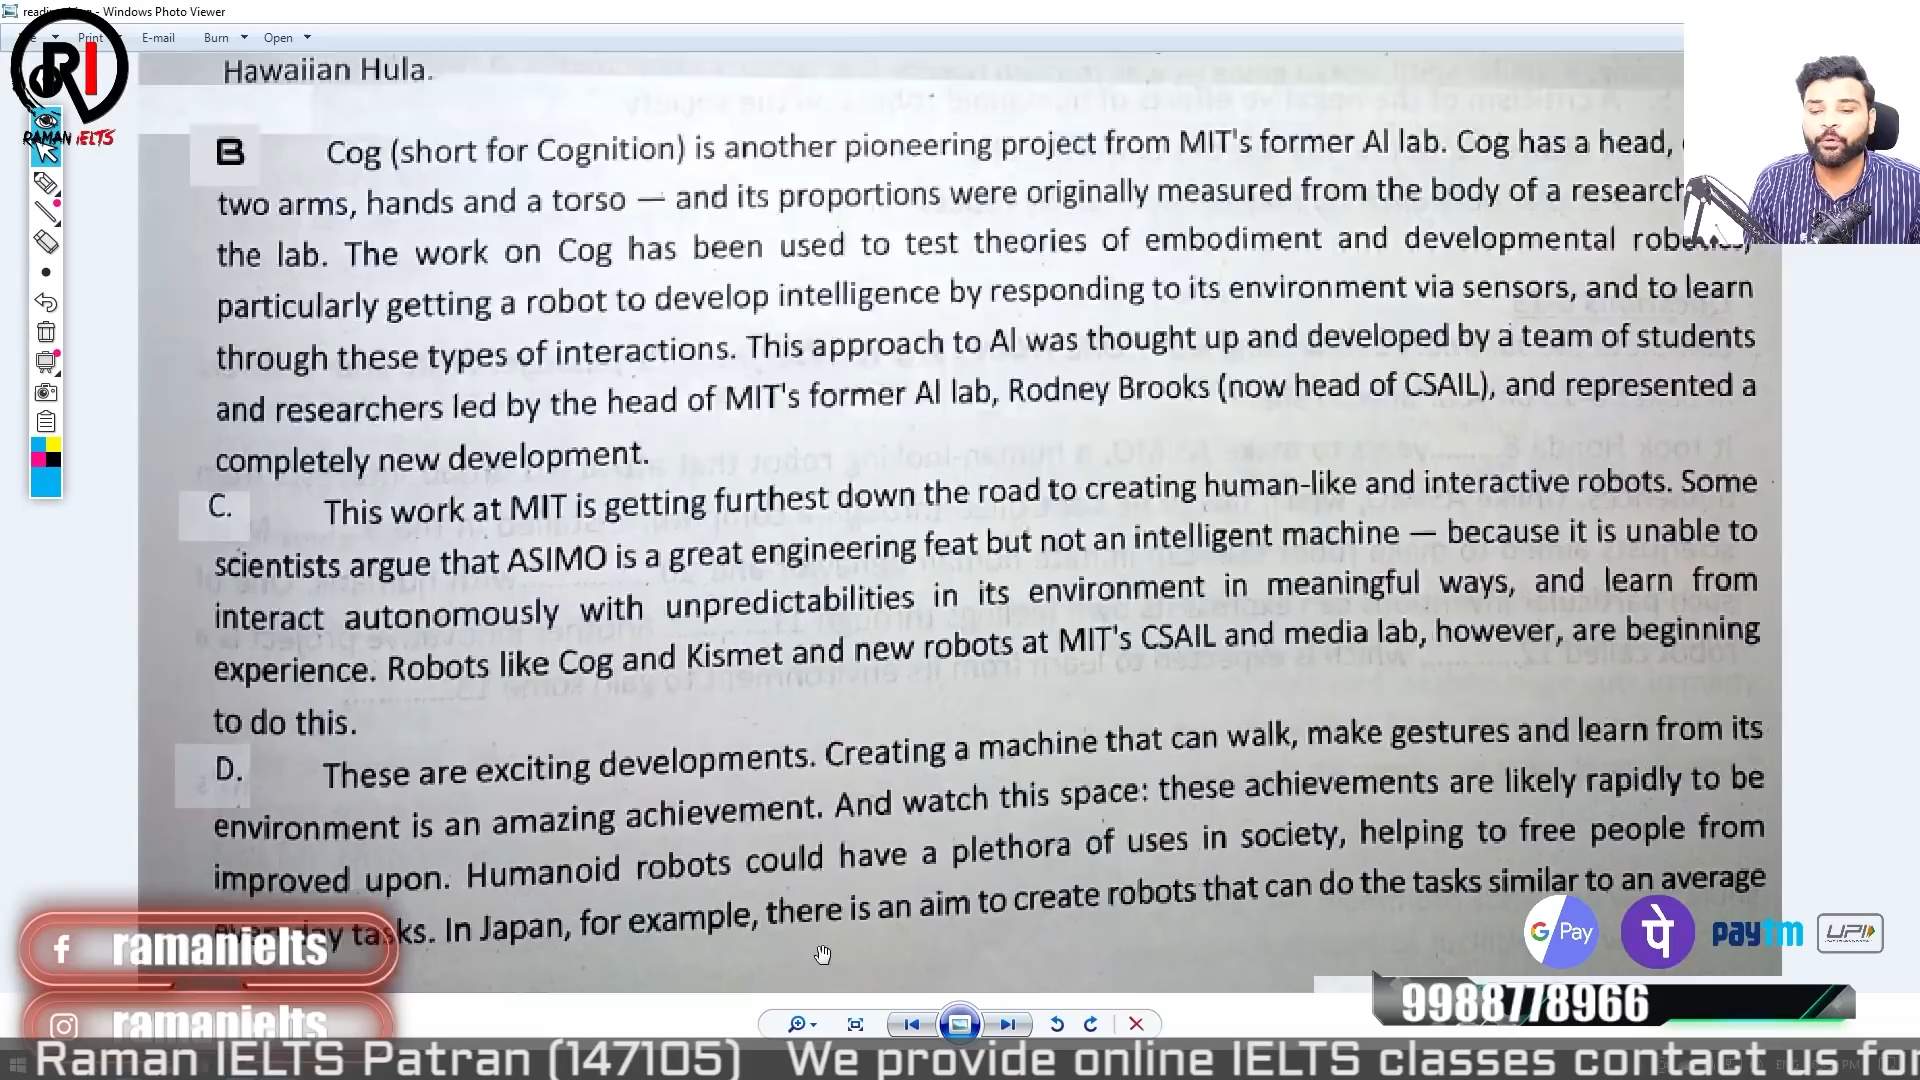 reading
- Windows Photo Viewer
Print
E-mail
Burn
Open
RI
RAMAN IELTS
Hawaiian Hula.
B Cog (short for Cognition) is another pioneering project from MIT's former Al lab. Cog has a head,
two arms, hands and a torso — and its proportions were originally measured from the body of a
the lab. The work on Cog has been used to test theories of embodiment and developmental
particularly getting a robot to develop intelligence by responding to its environment via sensors, and to learn
through these types of interactions. This approach to Al was thought up and developed by a team of students
and researchers led by the head of MIT's former Al lab, Rodney Brooks (now head of CSAIL), and represented a
completely new development.
C. This work at MIT is getting furthest down the road to creating human-like and interactive robots. Some
scientists argue that ASIMO is a great engineering feat but not an intelligent machine — because it is unable to
interact autonomously with unpredictabilities in its environment in meaningful ways, and learn from
experience. Robots like Cog and Kismet and new robots at MIT's CSAIL and media lab, however, are beginning
to do this.
D. These are exciting developments. Creating a machine that can walk, make gestures and learn from its
environment is an amazing achievement. And watch this space: these achievements are likely rapidly to be
improved upon. Humanoid robots could have a plethora of uses in society, helping to free people from
tasks. In Japan, for example, there is an aim to create robots that can do the tasks similar to an average
f ramanielts
G Pay
पे
paytm
UPI
ramanielts
9988778966
Raman IELTS Patran (147105) We provide online IELTS classes contact us for